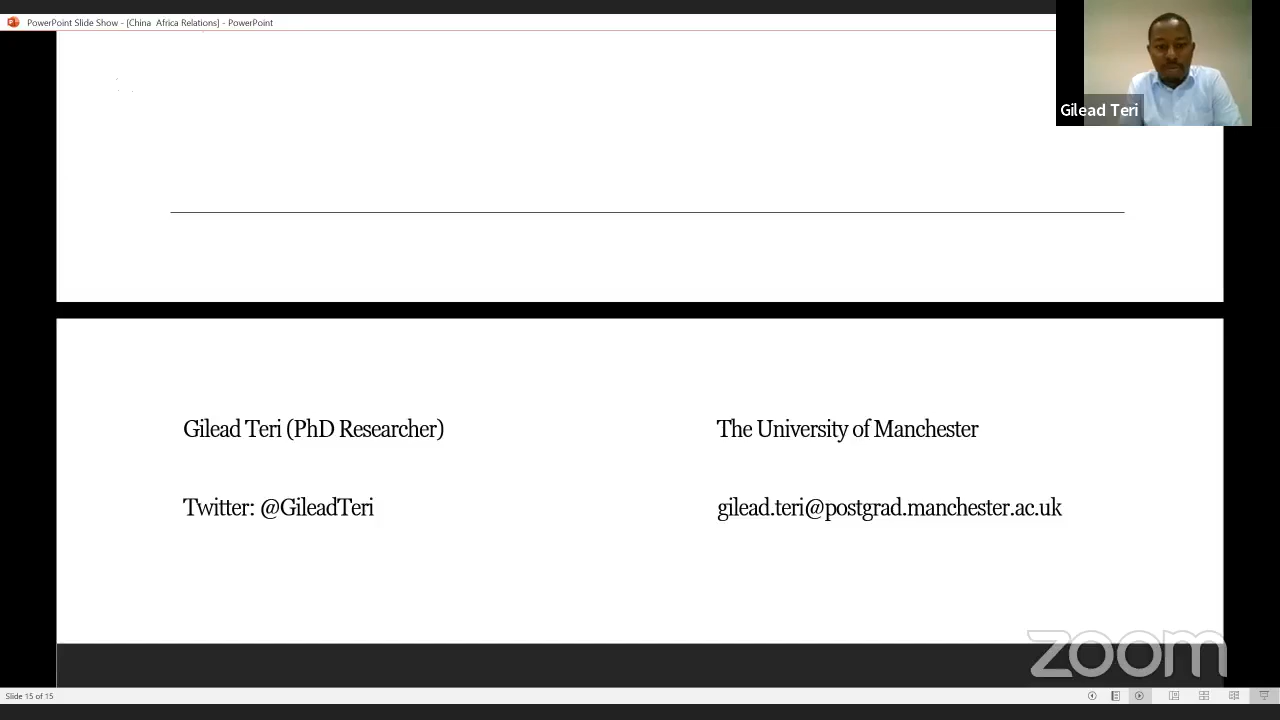 PowerPoint Slide Show - [China Africa Relations] - PowerPoint
Gilead Teri
Gilead Teri (PhD Researcher)
The University of Manchester
Twitter: @GileadTeri
gilead.teri@postgrad.manchester.ac.uk
zoom
Slide 15 of 15